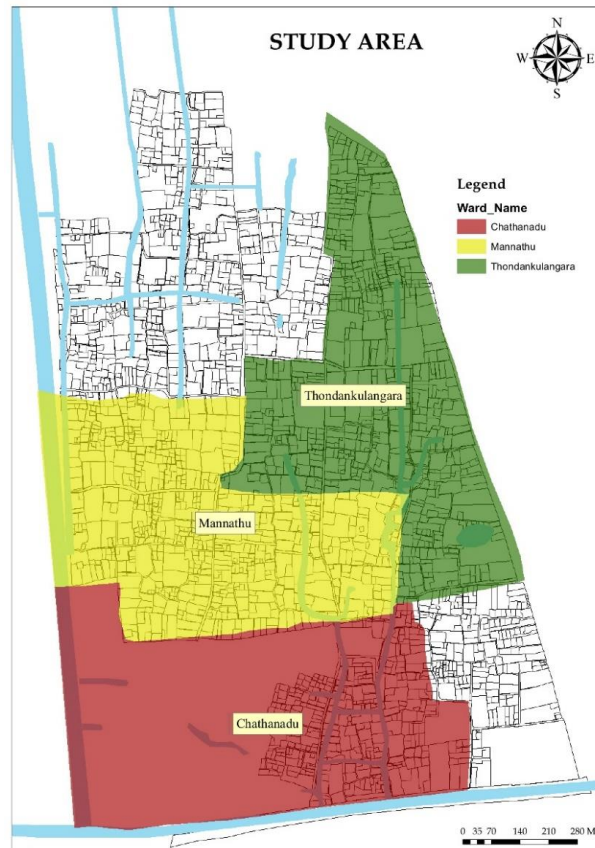 STUDY AREA
N
W E
S
Legend
Ward_Name
Chathanadu
Mannathu
Thondankulangara
Thondankulangara
Mannathu
Chathanadu
0 35 70 140 210 280 M